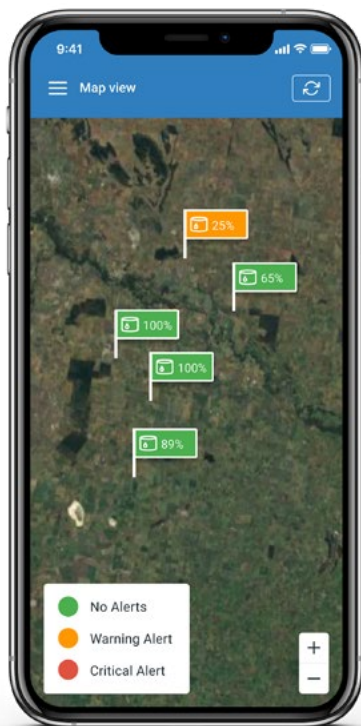 9:41
Map view
25%
65%
100%
100%
89%
No Alerts
Warning Alert
Critical Alert
+
−